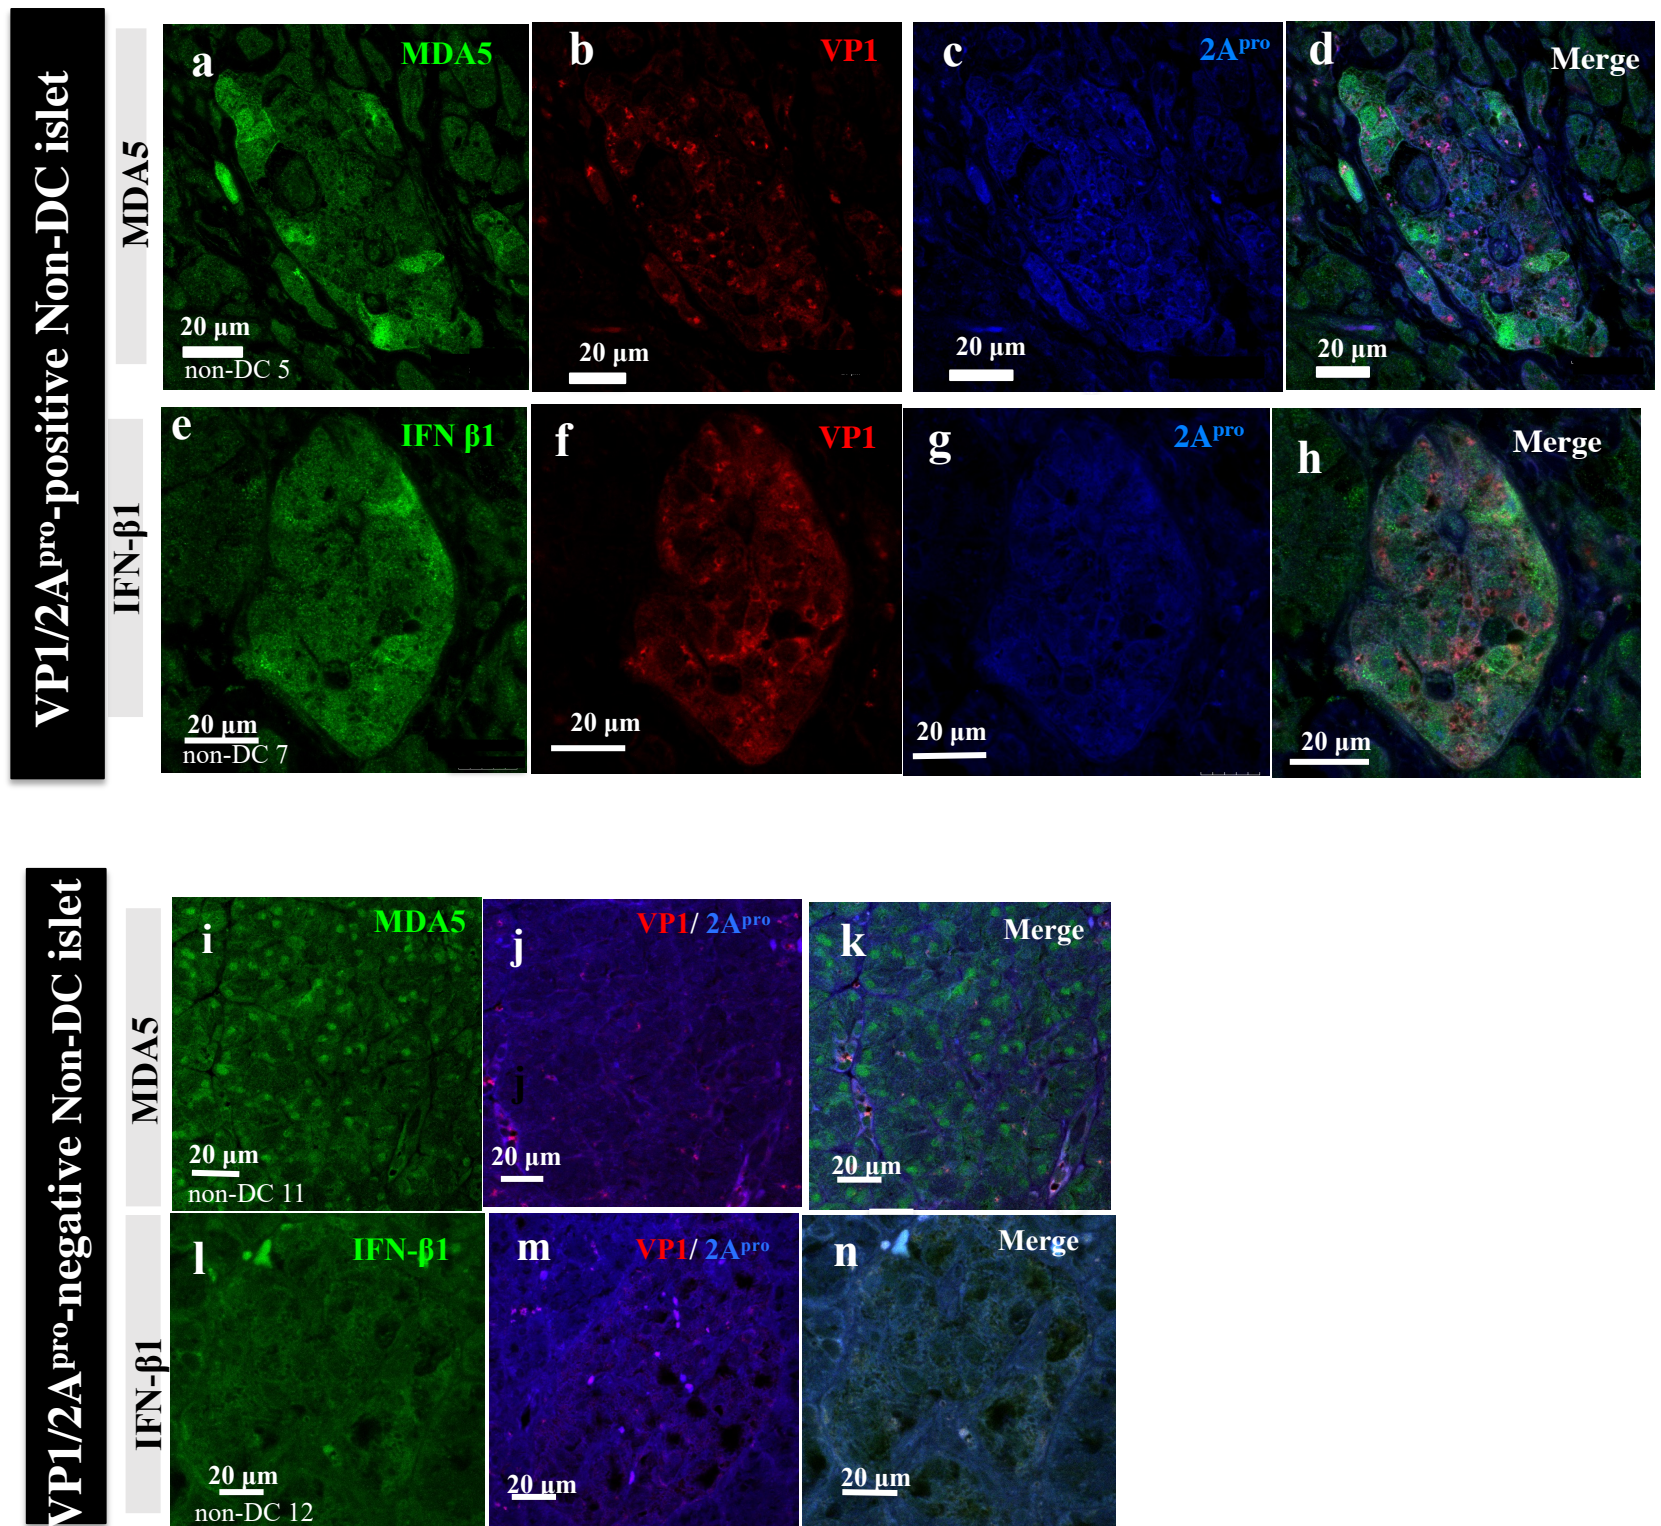 VP1/2Apro-positive Non-DC islet
MDA5
a
MDA5
20 μm
non-DC 5
b
VP1
20 μm
c
2Apro
20 μm
d
Merge
20 μm
IFN-β1
e
IFN β1
20 μm
non-DC 7
f
VP1
20 μm
g
2Apro
20 μm
h
Merge
20 μm
VP1/2Apro-negative Non-DC islet
MDA5
i
MDA5
20 μm
non-DC 11
j
VP1/ 2Apro
j
20 μm
k
Merge
20 μm
IFN-β1
l
IFN-β1
20 μm
non-DC 12
m
VP1/ 2Apro
20 μm
n
Merge
20 μm